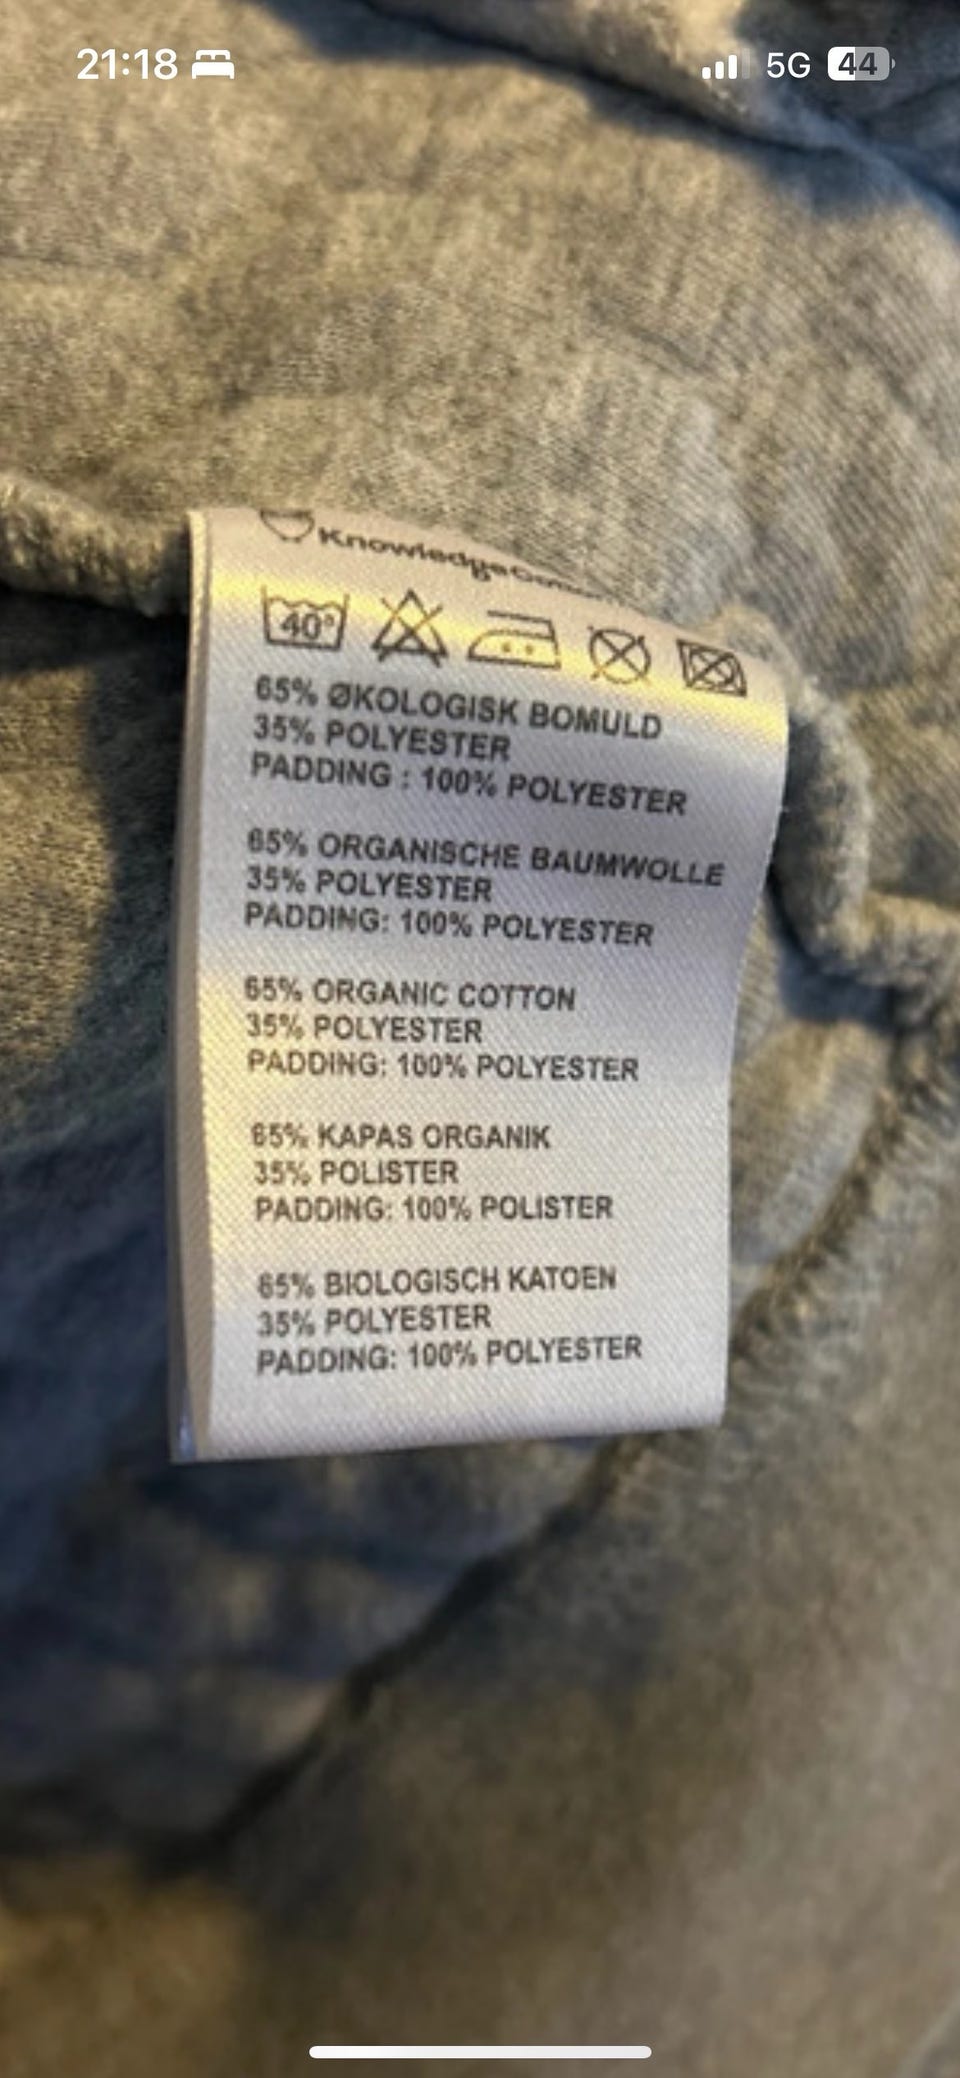 21:18 5G 44
40°
65% ØKOLOGISK BOMULD
35% POLYESTER
PADDING : 100% POLYESTER
65% ORGANISCHE BAUMWOLLE
35% POLYESTER
PADDING: 100% POLYESTER
65% ORGANIC COTTON
35% POLYESTER
PADDING: 100% POLYESTER
65% KAPAS ORGANIK
35% POLISTER
PADDING: 100% POLISTER
65% BIOLOGISCH KATOEN
35% POLYESTER
PADDING: 100% POLYESTER